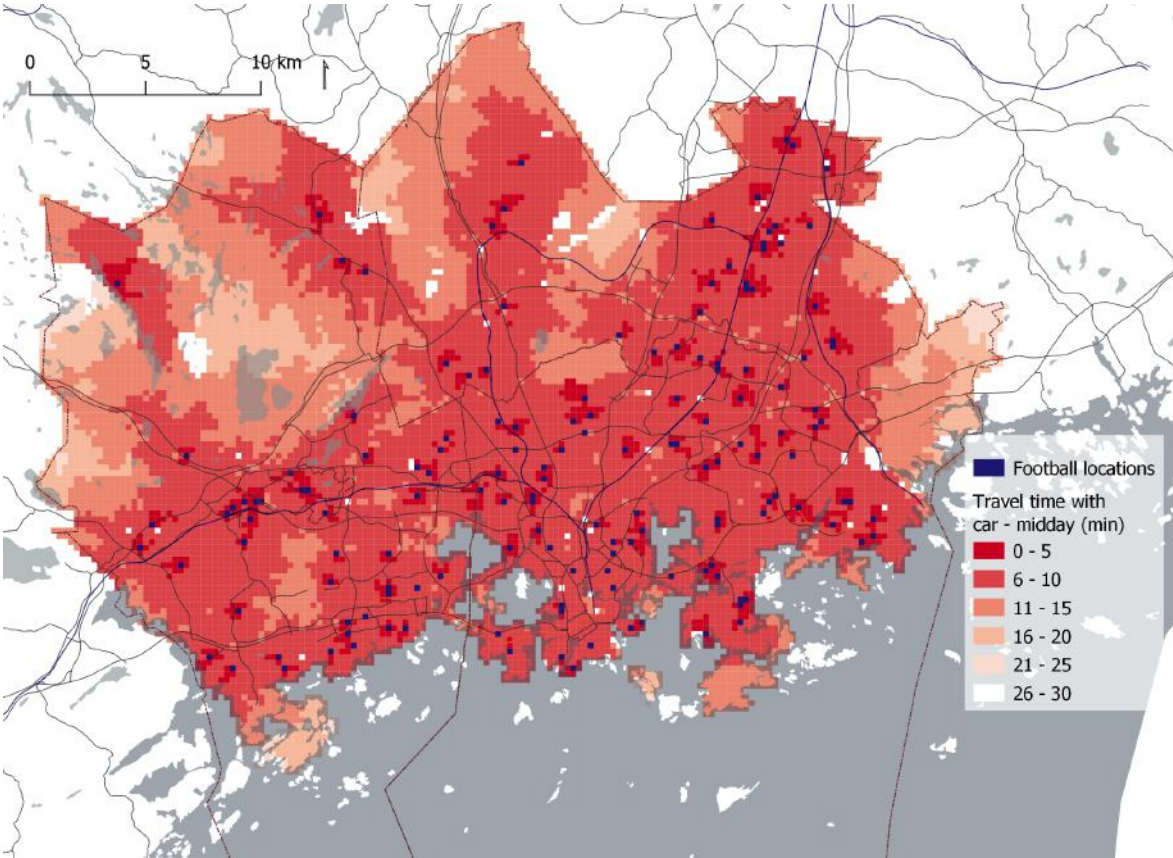 0 5 10 km
Football locations
Travel time with
car - midday (min)
0 - 5
6 - 10
11 - 15
16 - 20
21 - 25
26 - 30